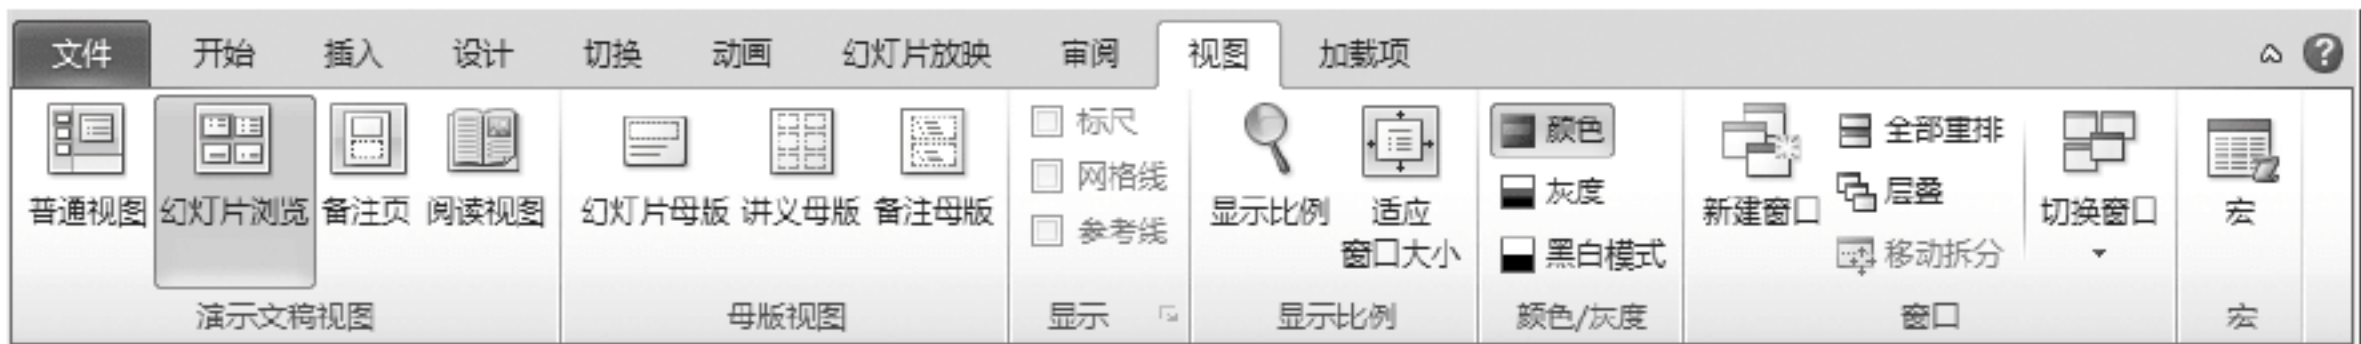 文件 开始 插入 设计 切换 动画 幻灯片放映 审阅 视图 加载项
普通视图 幻灯片浏览 备注页 阅读视图
演示文稿视图
幻灯片母版 讲义母版 备注母版
母版视图
标尺
网格线
参考线
显示
显示比例 适应
窗口大小
显示比例
颜色
灰度
黑白模式
颜色/灰度
新建窗口
全部重排
层叠
移动拆分
切换窗口
窗口
宏
宏